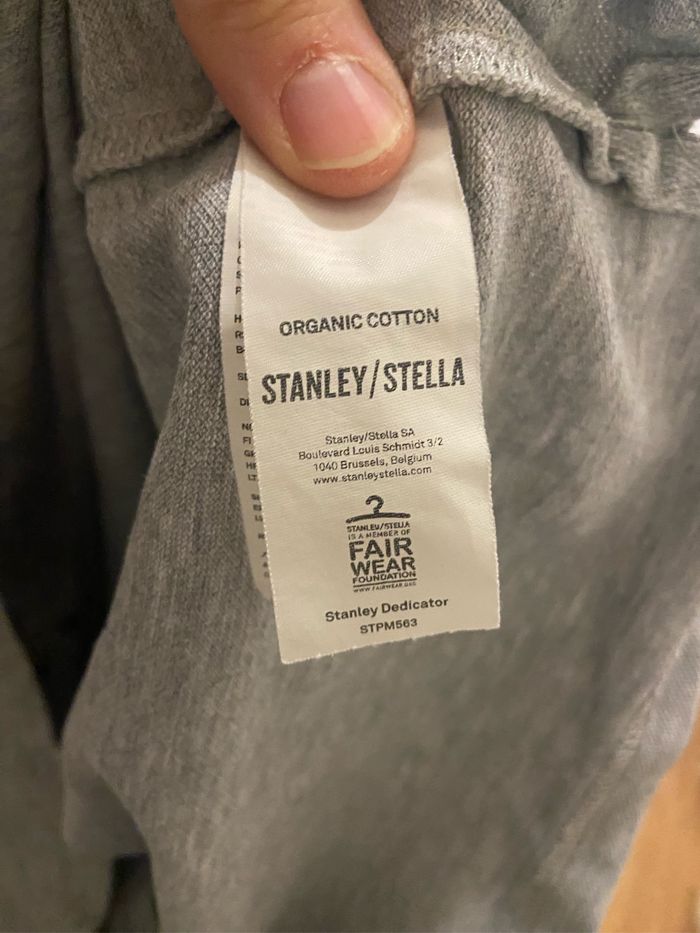 ORGANIC COTTON
STANLEY/STELLA
Stanley/Stella SA
Boulevard Louis Schmidt 3/2
1040 Brussels, Belgium
www.stanleystella.com
STANLEY/STELLA
IS A MEMBER OF
FAIR
WEAR
FOUNDATION
WWW.FAIRWEAR.ORG
Stanley Dedicator
STPM563